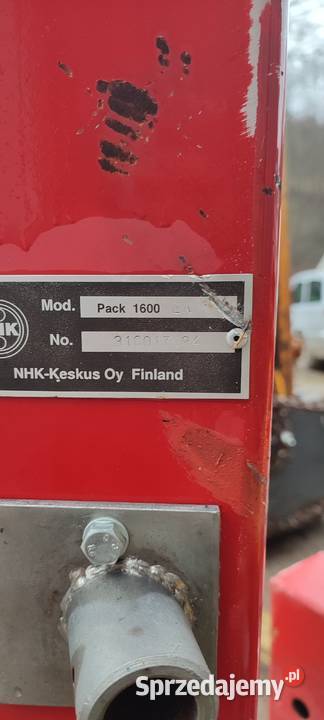 Mod. Pack 1600
No.
NHK-Keskus Oy Finland
Sprzedajemy.pl